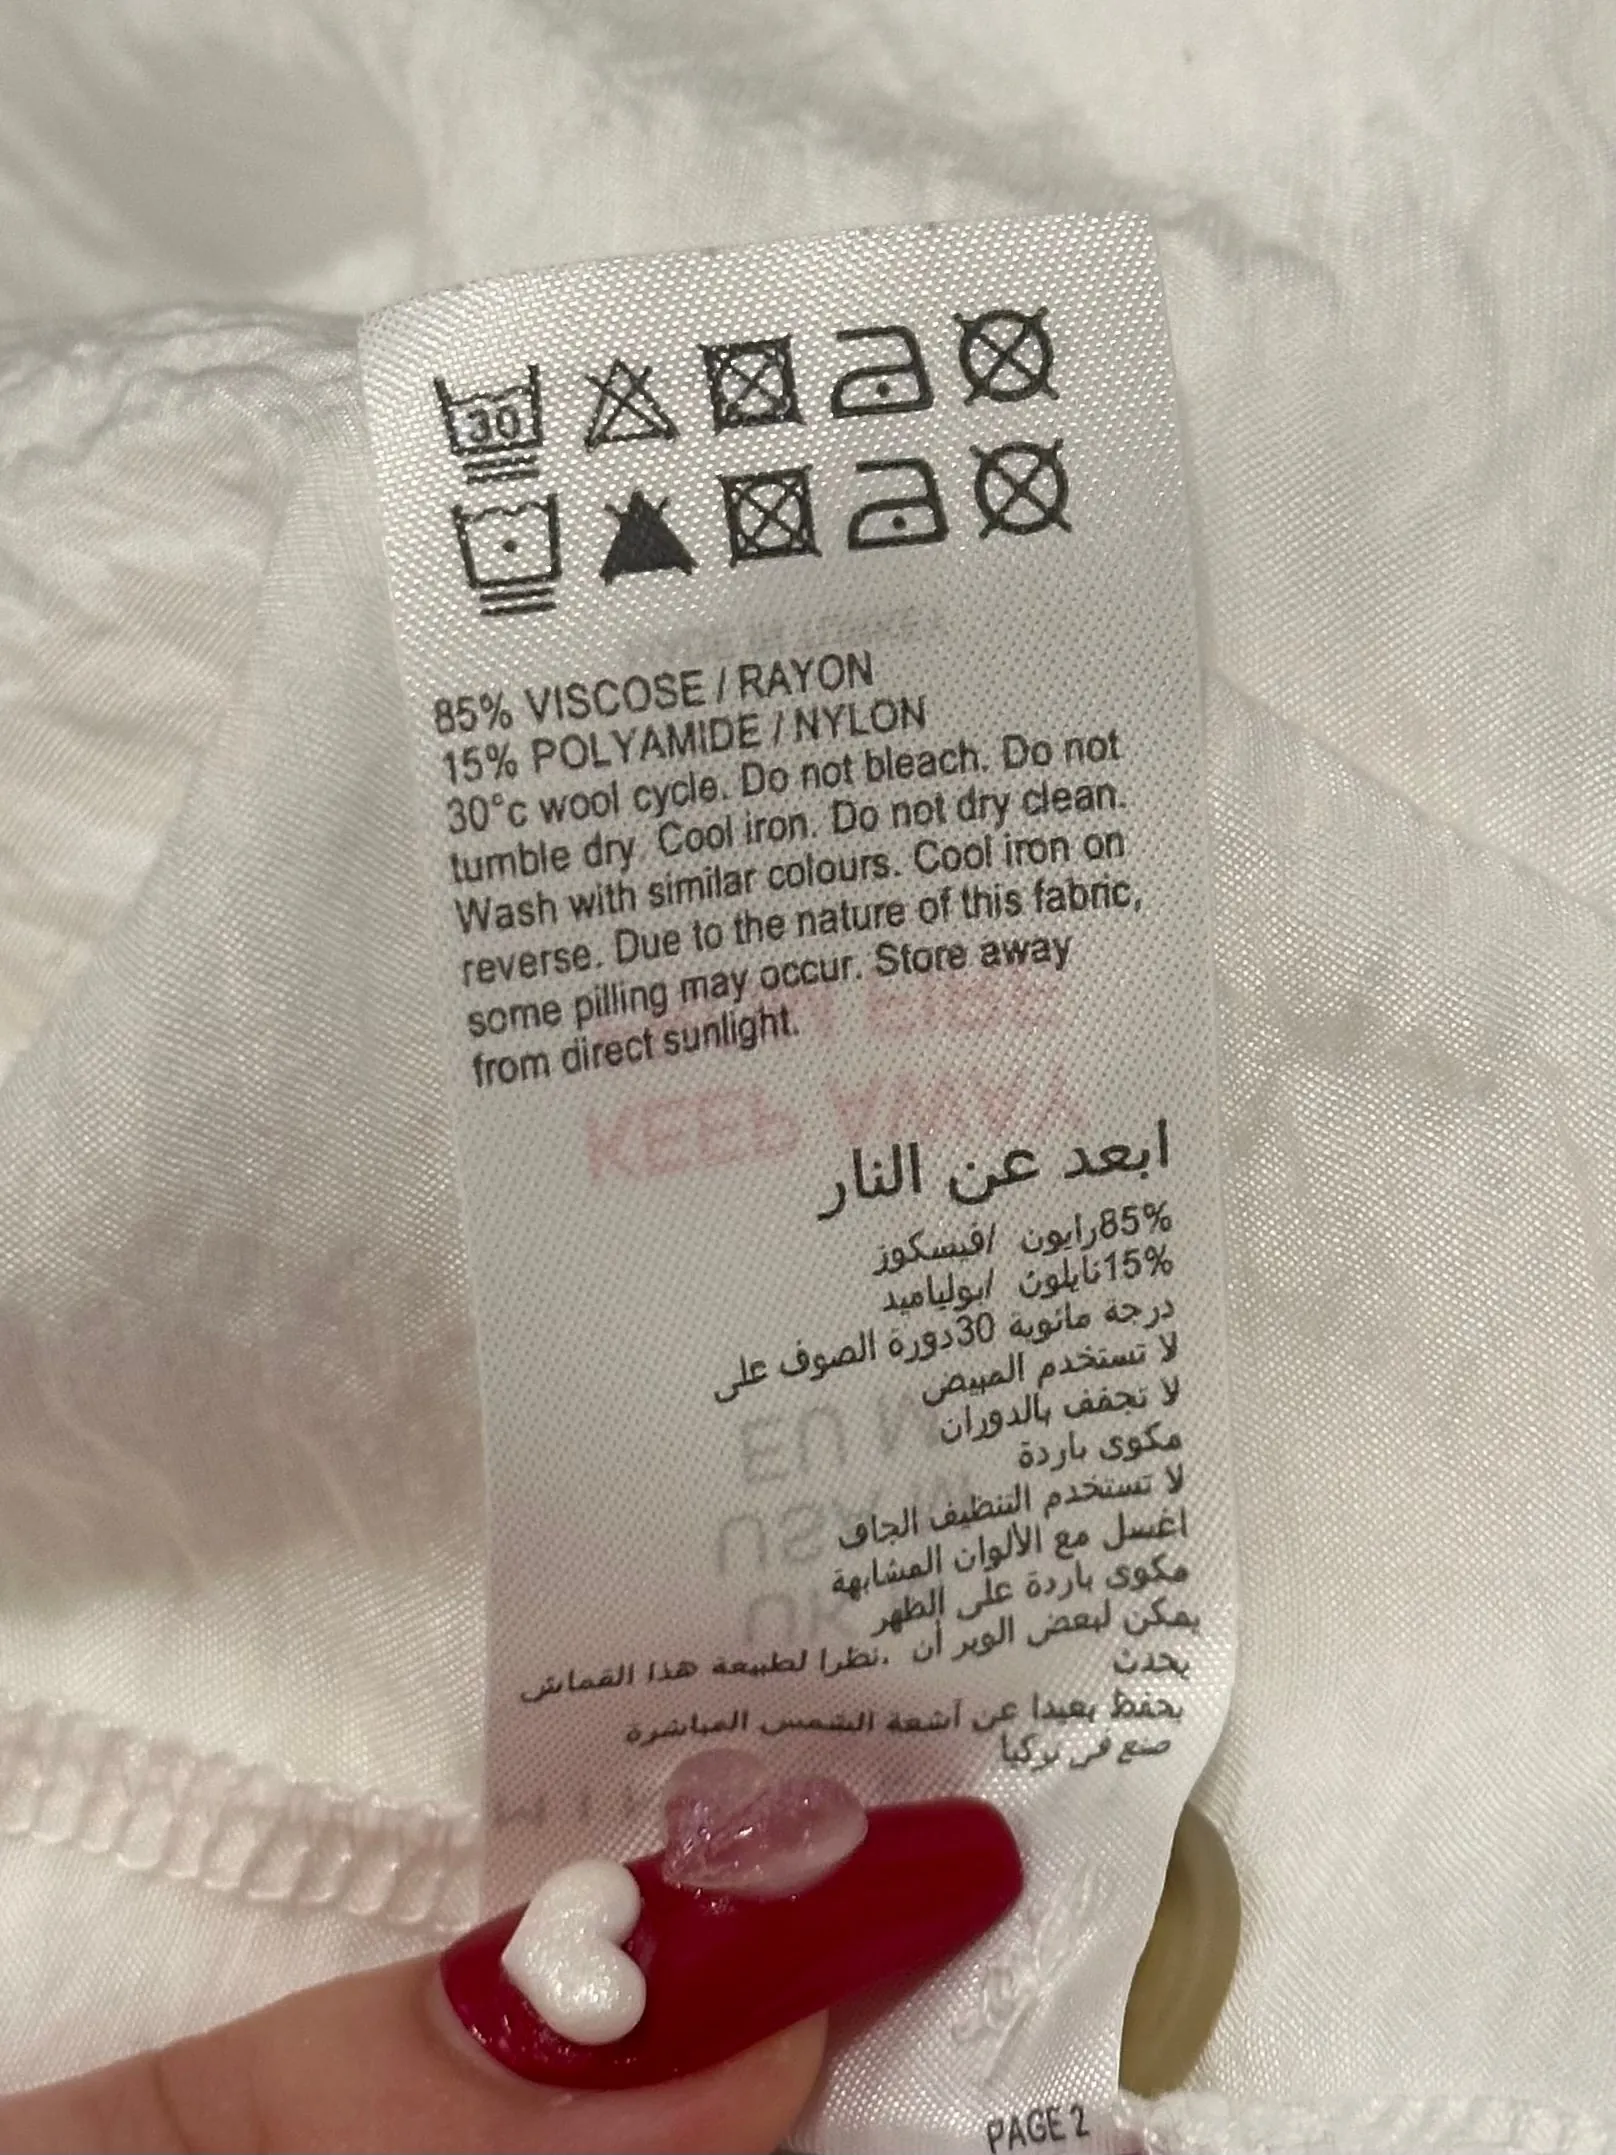 30
85% VISCOSE / RAYON
15% POLYAMIDE / NYLON
30°c wool cycle. Do not bleach. Do not
tumble dry. Cool iron. Do not dry clean.
Wash with similar colours. Cool iron on
reverse. Due to the nature of this fabric,
some pilling may occur. Store away
from direct sunlight.
KEEP AWAY
ابعد عن النار
85%رايون /فيسكوز
15%نايلون /بولياميد
درجة مائوية 30دورة الصوف على
لا تستخدم المبيض
لا تجفف بالدوران
مكوى باردة
لا تستخدم التنظيف الجاف
اغسل مع الألوان المشابهة
مكوى باردة على الظهر
يمكن لبعض الوبر أن .نظرا لطبيعة هذا القماش
يحدث
يحفظ بعيدا عن أشعة الشمس المباشرة
صنع في تركيا
PAGE 2